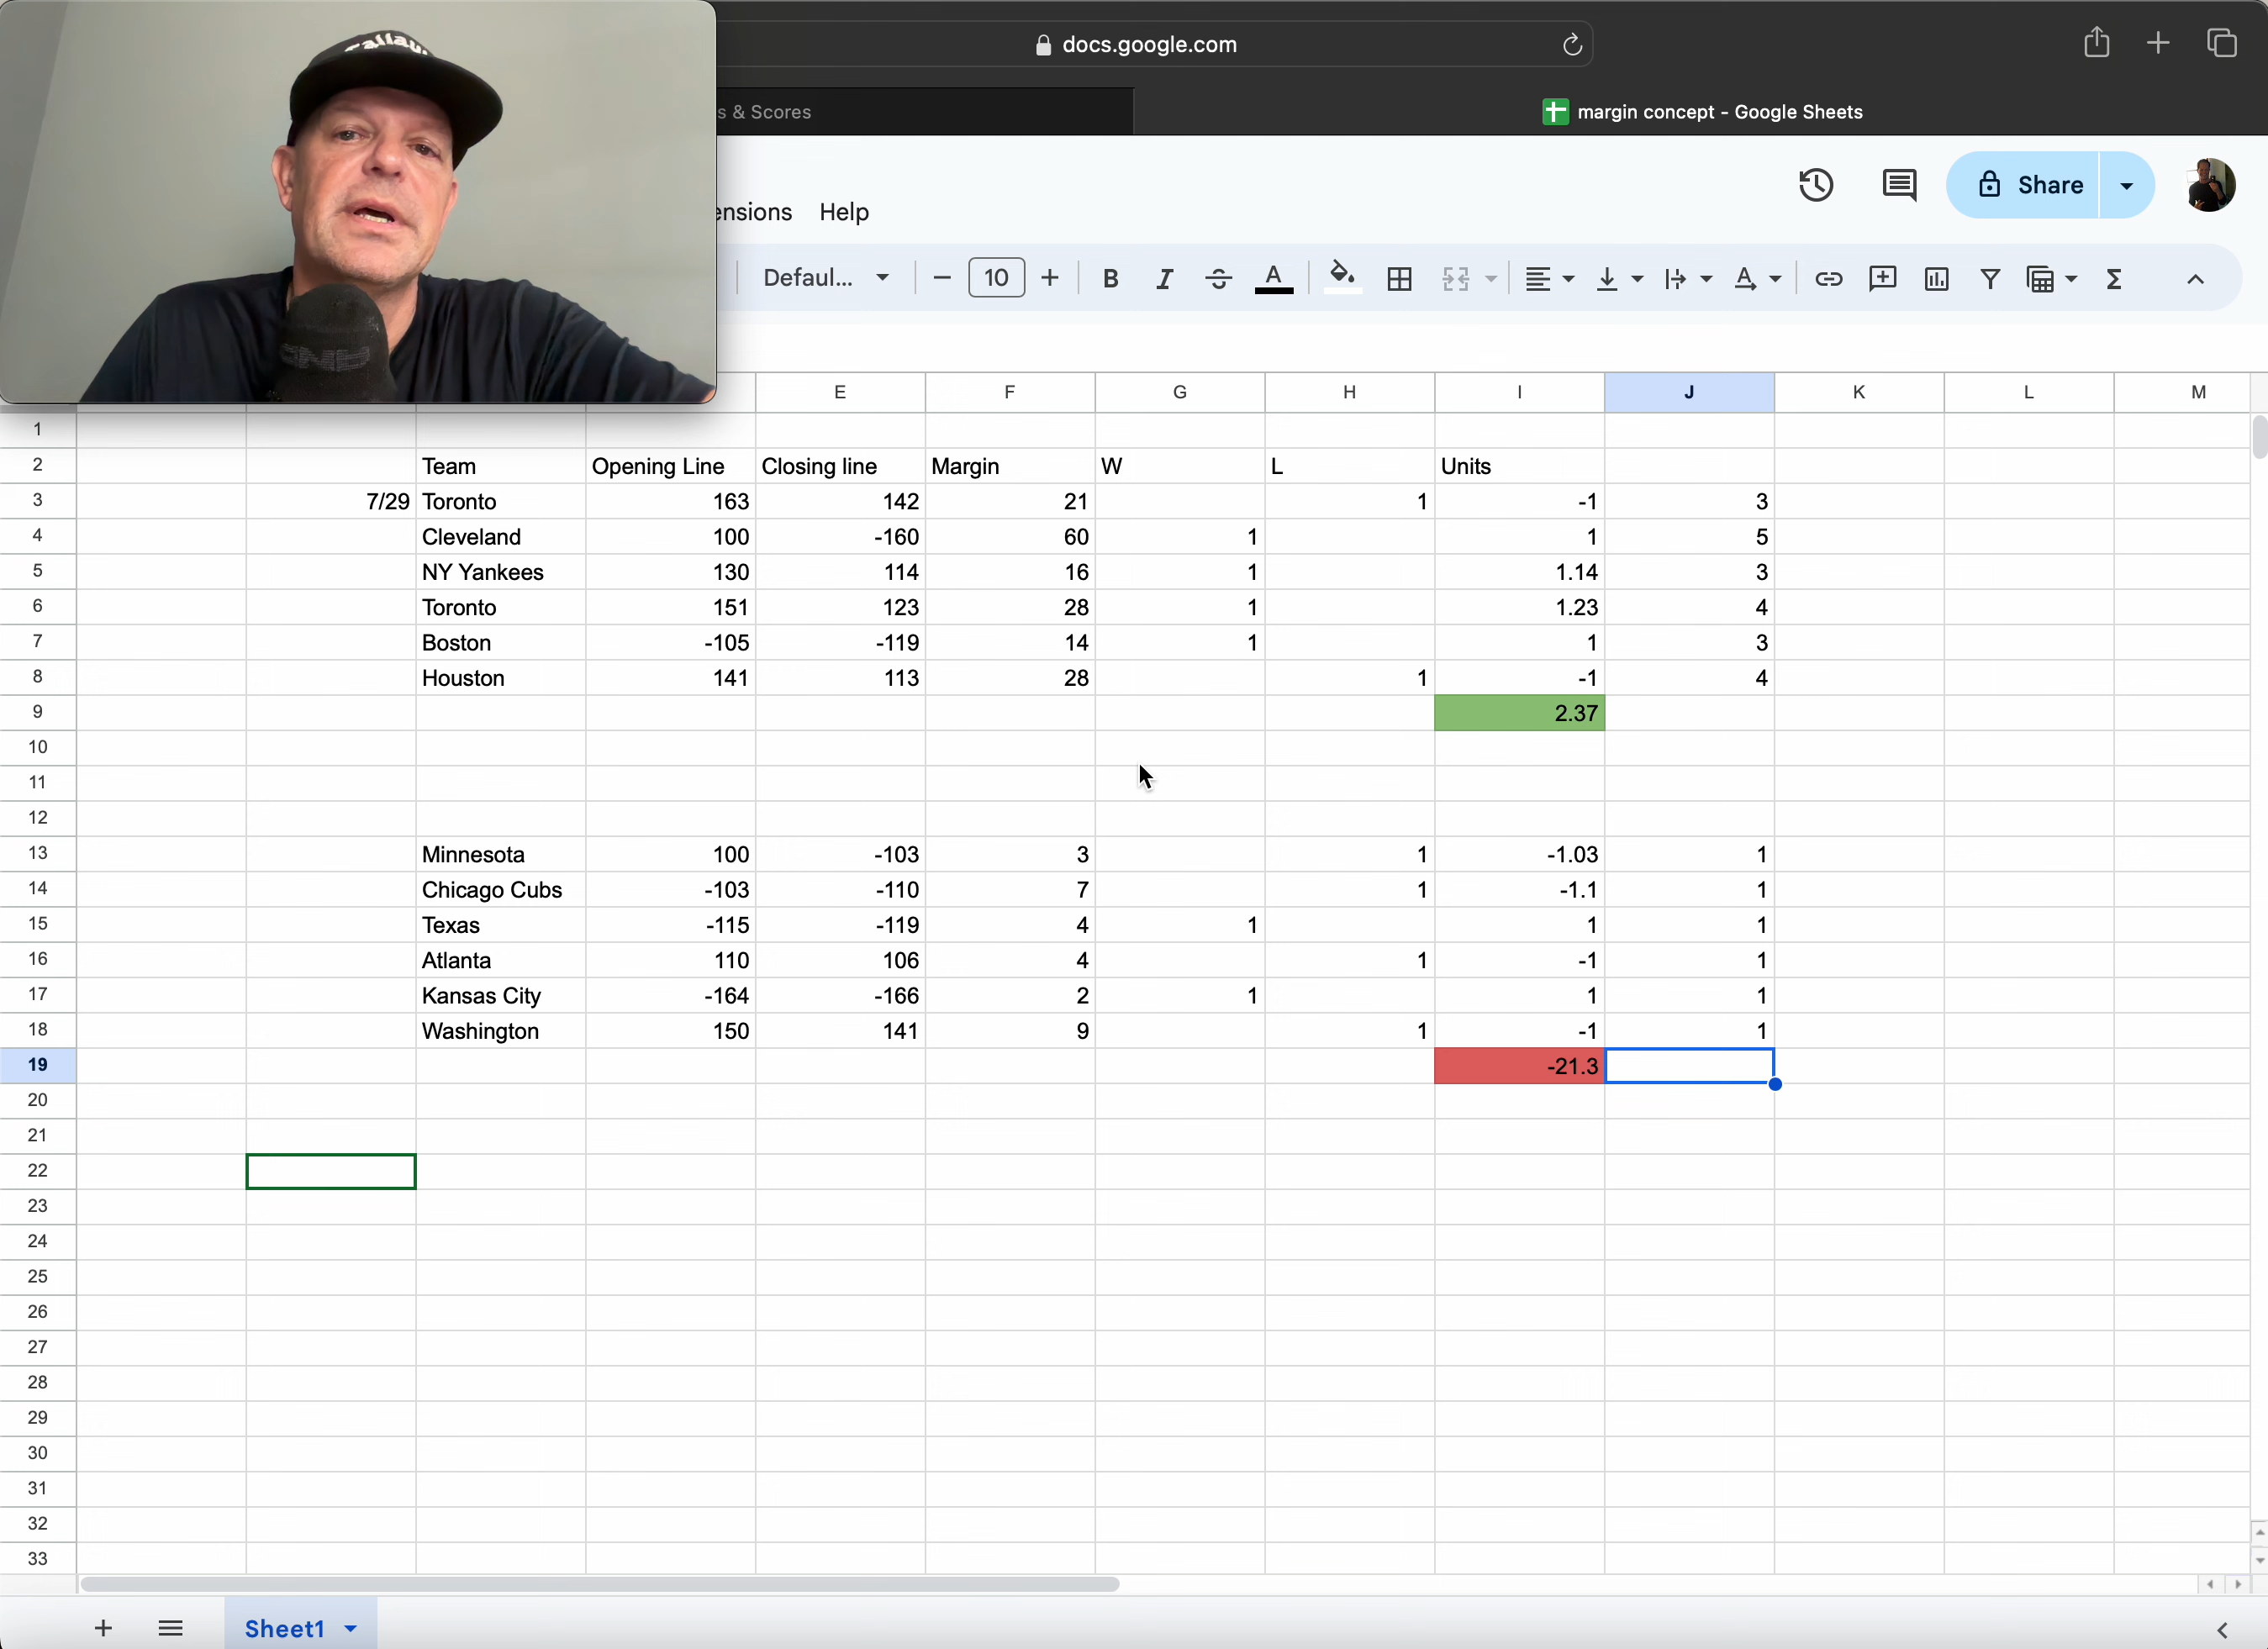 docs.google.com
s & Scores
margin concept - Google Sheets
ensions Help
Share
Defaul... 10
E F G H I J K L M
1
2 Team Opening Line Closing line Margin W L Units
3 7/29 Toronto 163 142 21 1 -1 3
4 Cleveland 100 -160 60 1 1 5
5 NY Yankees 130 114 16 1 1.14 3
6 Toronto 151 123 28 1 1.23 4
7 Boston -105 -119 14 1 1 3
8 Houston 141 113 28 1 -1 4
9 2.37
10
11
12
13 Minnesota 100 -103 3 1 -1.03 1
14 Chicago Cubs -103 -110 7 1 -1.1 1
15 Texas -115 -119 4 1 1 1
16 Atlanta 110 106 4 1 -1 1
17 Kansas City -164 -166 2 1 1 1
18 Washington 150 141 9 1 -1 1
19 -21.3
20
21
22
23
24
25
26
27
28
29
30
31
32
33
Sheet1